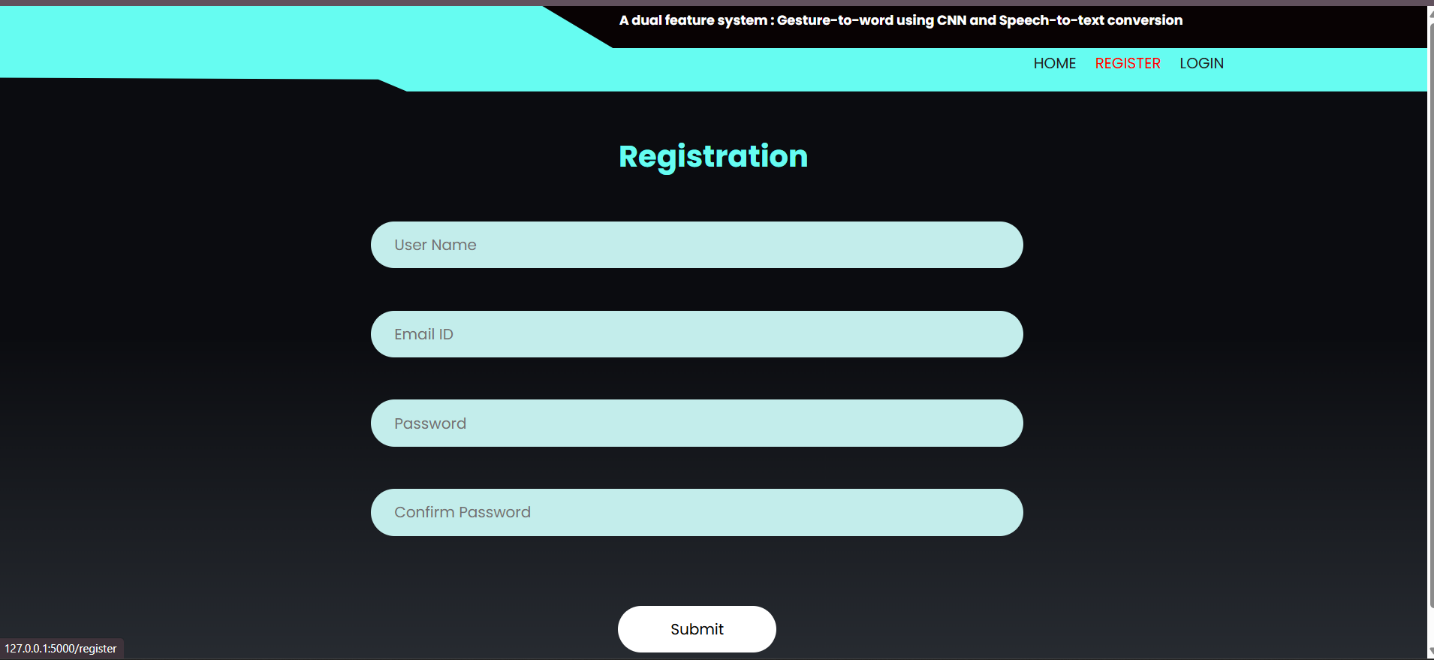 A dual feature system : Gesture-to-word using CNN and Speech-to-text conversion
HOME REGISTER LOGIN
Registration
User Name
Email ID
Password
Confirm Password
Submit
127.0.0.1:5000/register